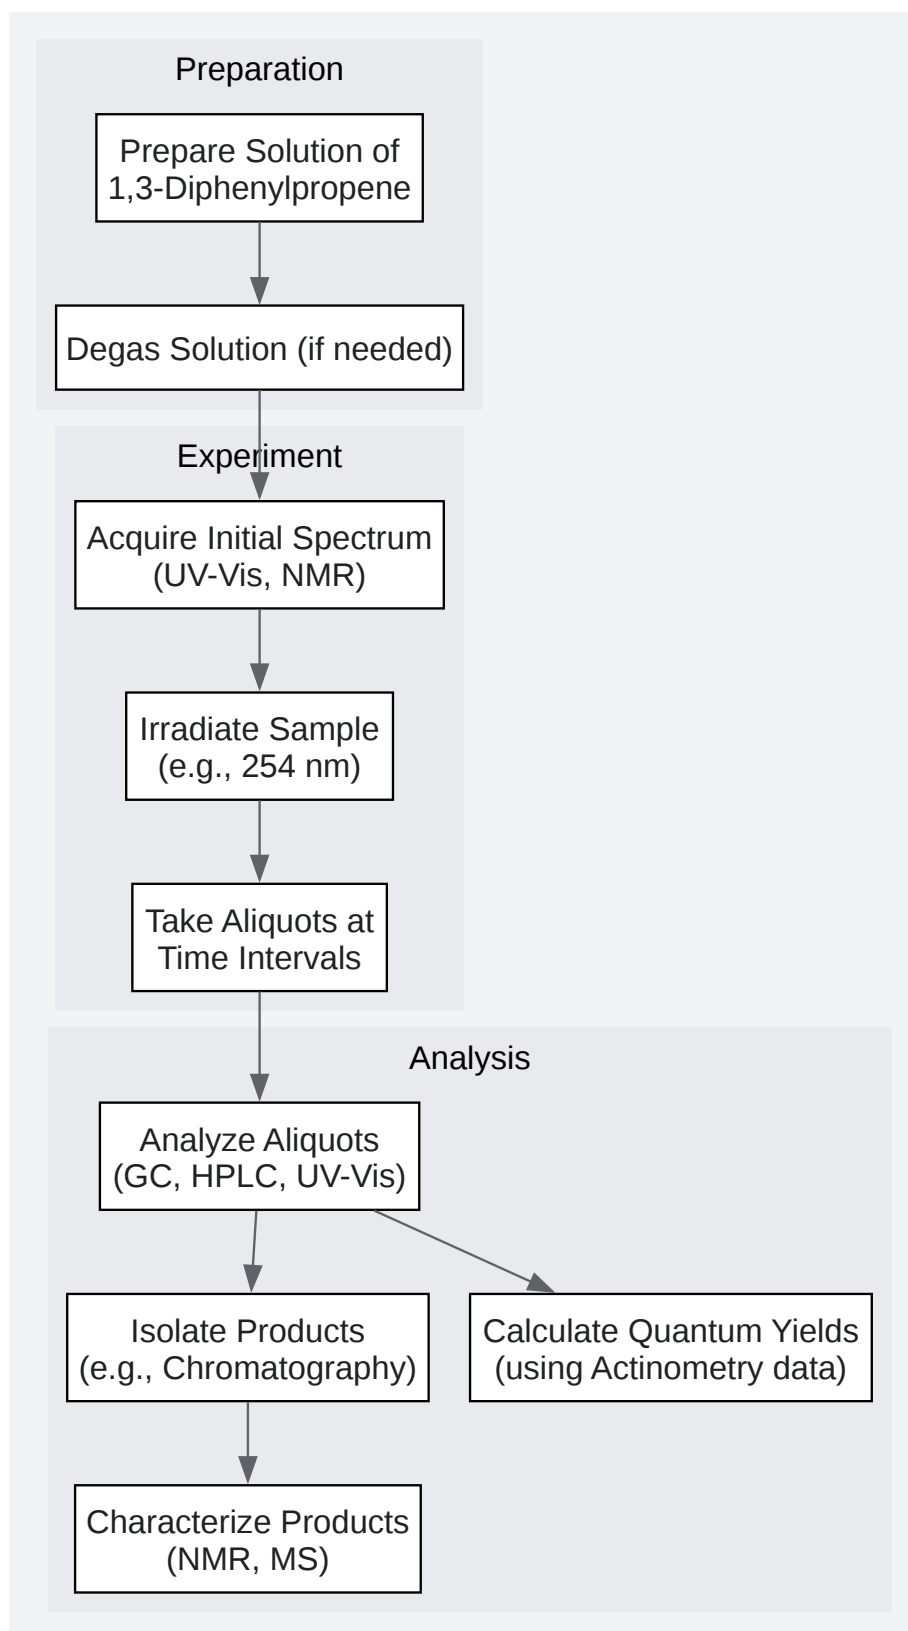 Preparation
Prepare Solution of
1,3-Diphenylpropene
Degas Solution (if needed)
Experiment
Acquire Initial Spectrum
(UV-Vis, NMR)
Irradiate Sample
(e.g., 254 nm)
Take Aliquots at
Time Intervals
Analysis
Analyze Aliquots
(GC, HPLC, UV-Vis)
Isolate Products
(e.g., Chromatography)
Calculate Quantum Yields
(using Actinometry data)
Characterize Products
(NMR, MS)